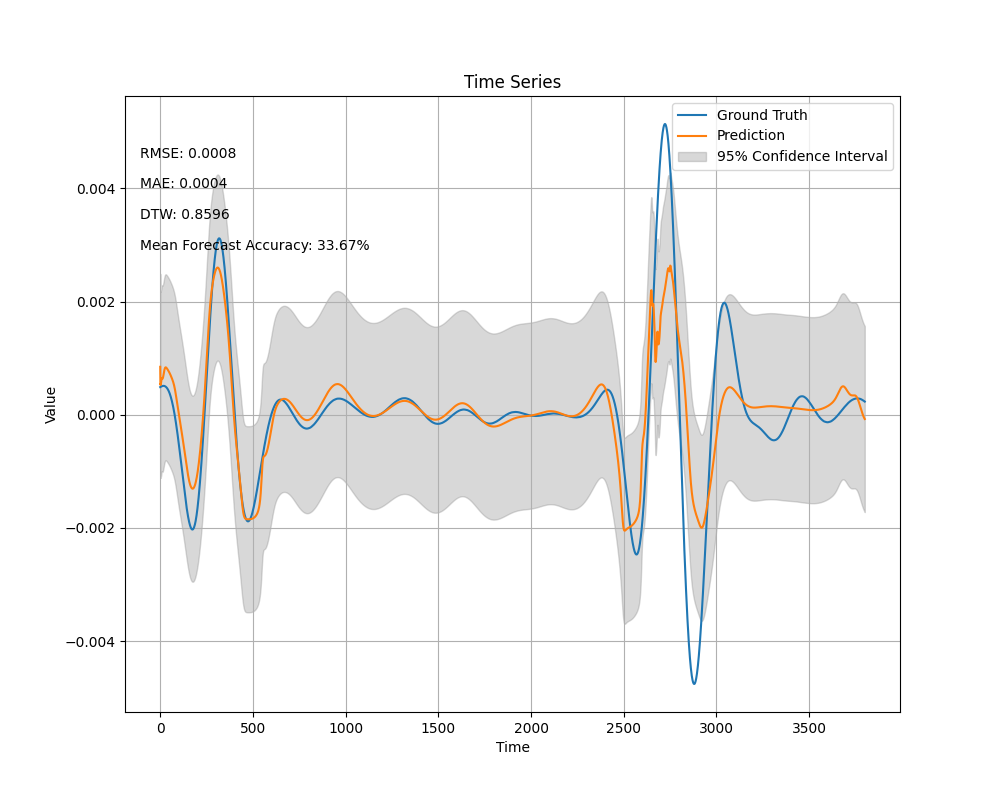 Time Series
Ground Truth
Prediction
95% Confidence Interval
RMSE: 0.0008
MAE: 0.0004
DTW: 0.8596
Mean Forecast Accuracy: 33.67%
0.004
0.002
0.000
−0.002
−0.004
Value
0 500 1000 1500 2000 2500 3000 3500
Time